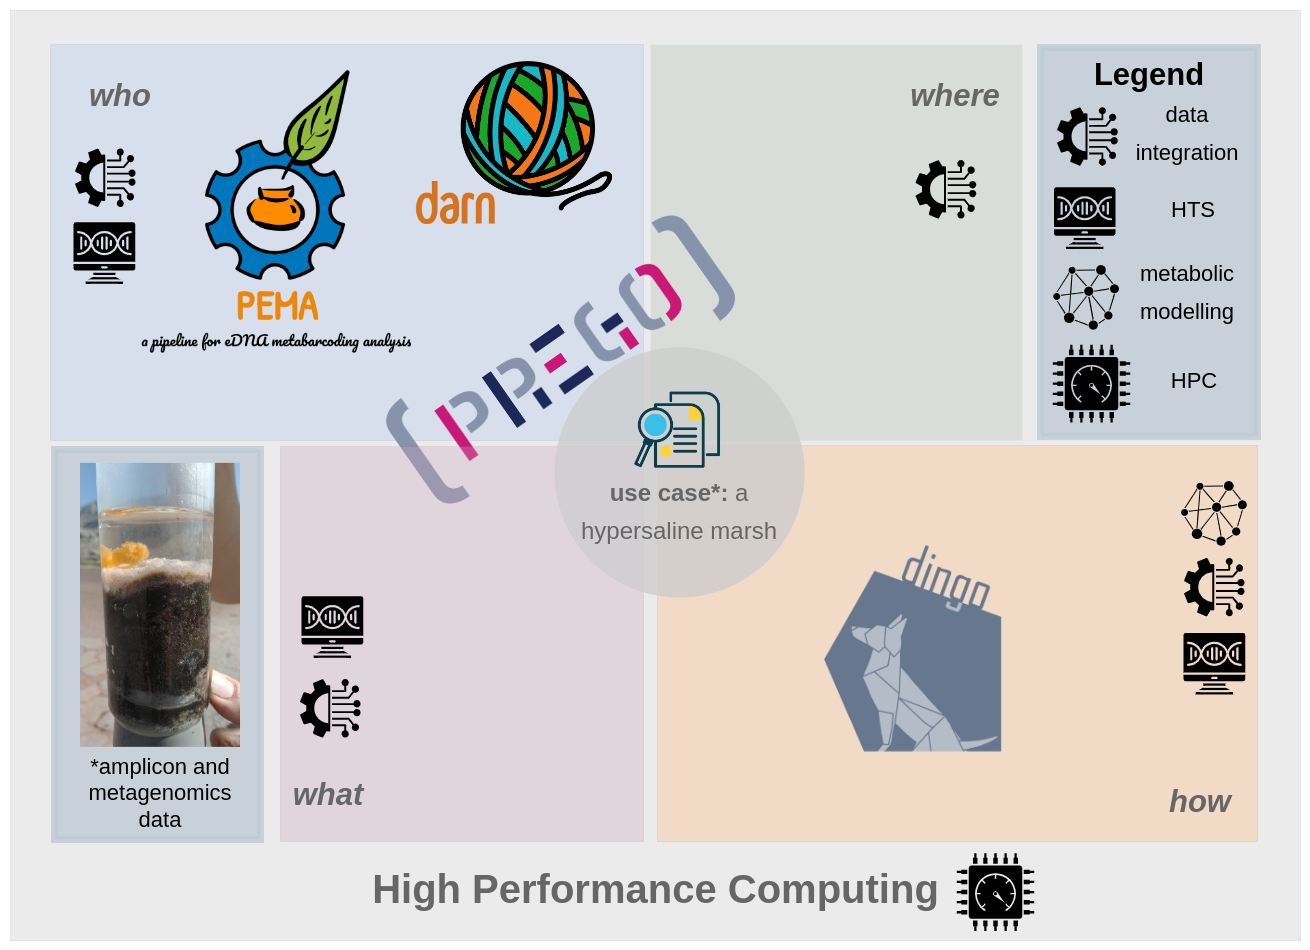 who
PEMA
a pipeline for eDNA metabarcoding analysis
darn
where
Legend
data
integration
HTS
metabolic
modelling
HPC
PREGO
use case*: a
hypersaline marsh
*amplicon and
metagenomics
data
what
dingo
how
High Performance Computing